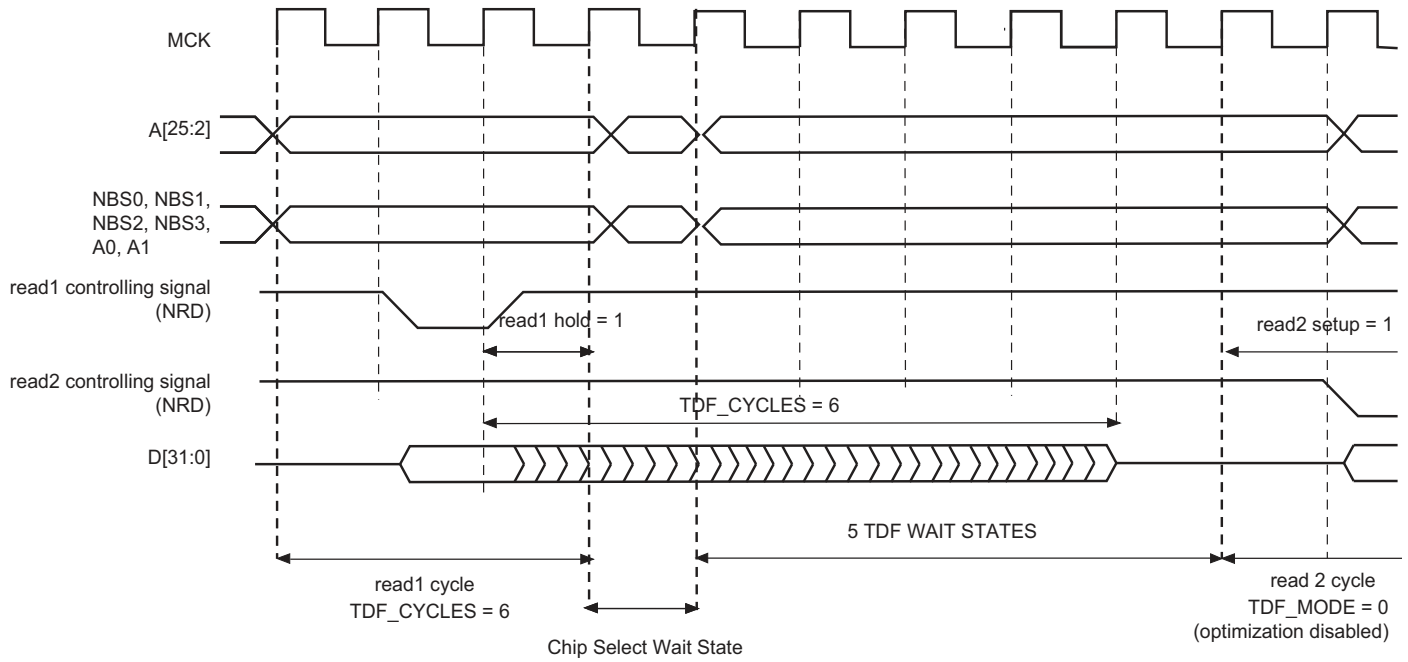 MCK
A[25:2]
NBS0, NBS1,
NBS2, NBS3,
A0, A1
read1 controlling signal
(NRD)
read1 hold = 1
read2 setup = 1
read2 controlling signal
(NRD)
TDF_CYCLES = 6
D[31:0]
5 TDF WAIT STATES
read1 cycle
TDF_CYCLES = 6
read 2 cycle
TDF_MODE = 0
(optimization disabled)
Chip Select Wait State